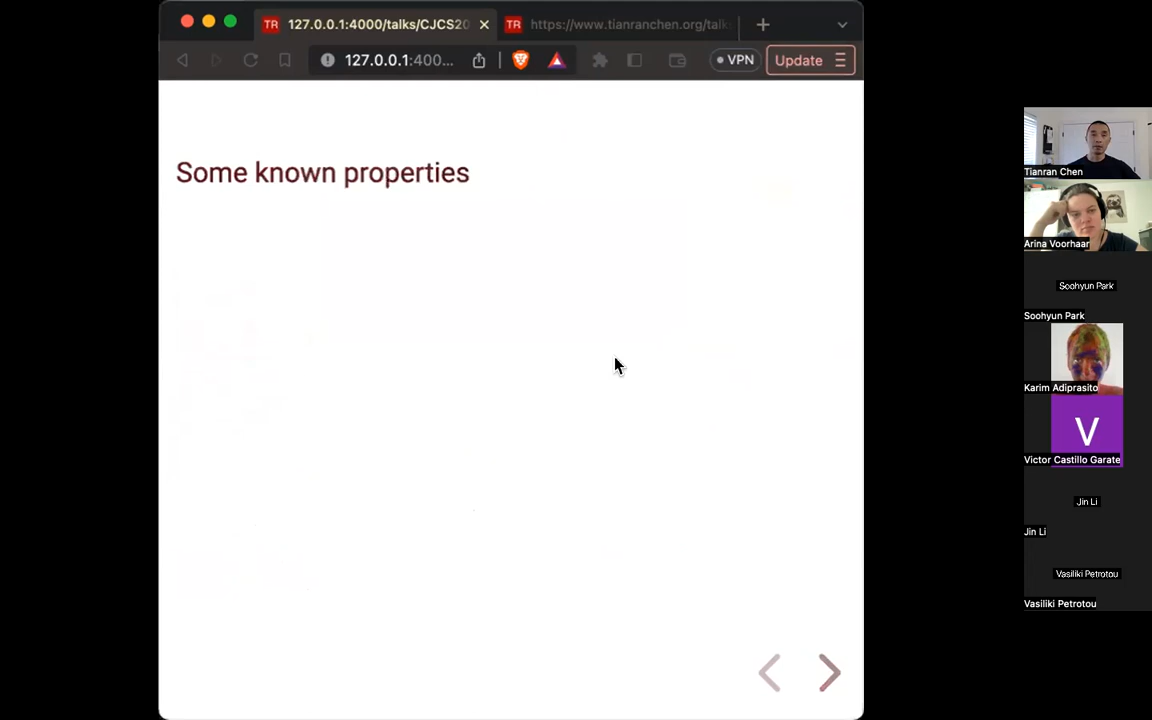 TR 127.0.0.1:4000/talks/CJCS20
TR https://www.tianranchen.org/talk
127.0.0.1:400...
VPN
Update
Some known properties
Tianran Chen
Arina Voorhaar
Soohyun Park
Soohyun Park
Karim Adiprasito
V
Victor Castillo Garate
Jin Li
Jin Li
Vasiliki Petrotou
Vasiliki Petrotou